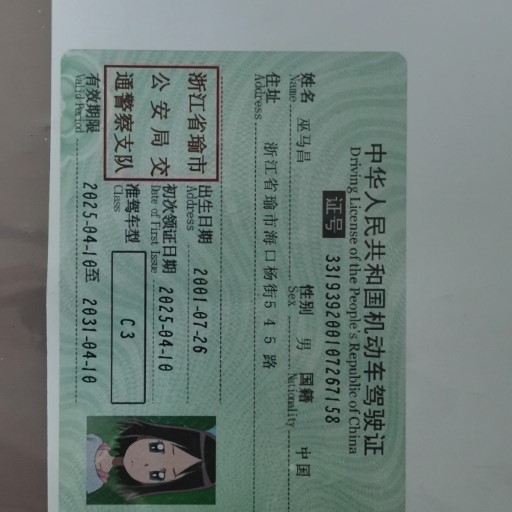 中华人民共和国机动车驾驶证
Driving License of the People's Republic of China
证号 331939200107267158
姓名 巫马昌 性别 男 国籍 中国
Name Sex Nationality
住址 浙江省瑜市海口杨街545路
Address
浙江省瑜市
公安局交
通警察支队
出生日期 2001-07-26
Address
初次领证日期 2025-04-10
Date of First Issue
准驾车型 C3
Class
有效期限 2025-04-10至 2031-04-10
Valid Period